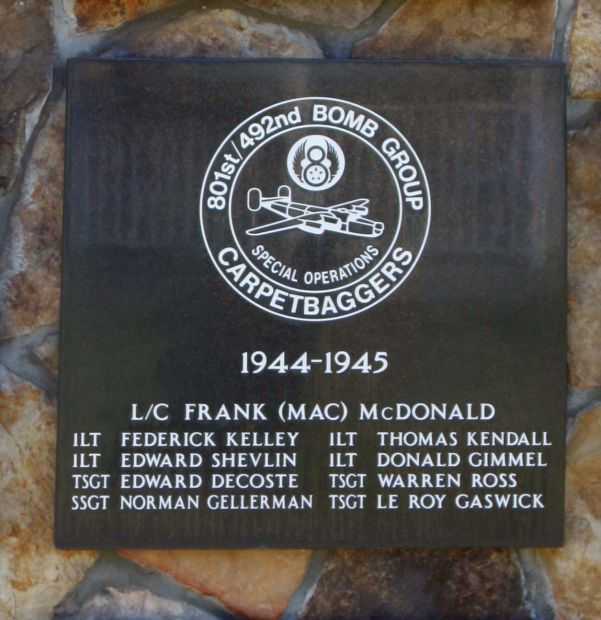 801st/492nd BOMB GROUP
8
SPECIAL OPERATIONS
CARPETBAGGERS
1944-1945
L/C FRANK (MAC) McDONALD
1LT FEDERICK KELLEY 1LT THOMAS KENDALL
1LT EDWARD SHEVLIN 1LT DONALD GIMMEL
TSGT EDWARD DECOSTE TSGT WARREN ROSS
SSGT NORMAN GELLERMAN TSGT LE ROY GASWICK